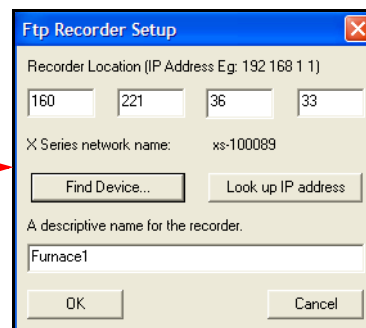 Ftp Recorder Setup
Recorder Location (IP Address Eg: 192 168 1 1)
160 221 36 33
X Series network name: xs-100089
Find Device... Look up IP address
A descriptive name for the recorder.
Furnace1
OK Cancel